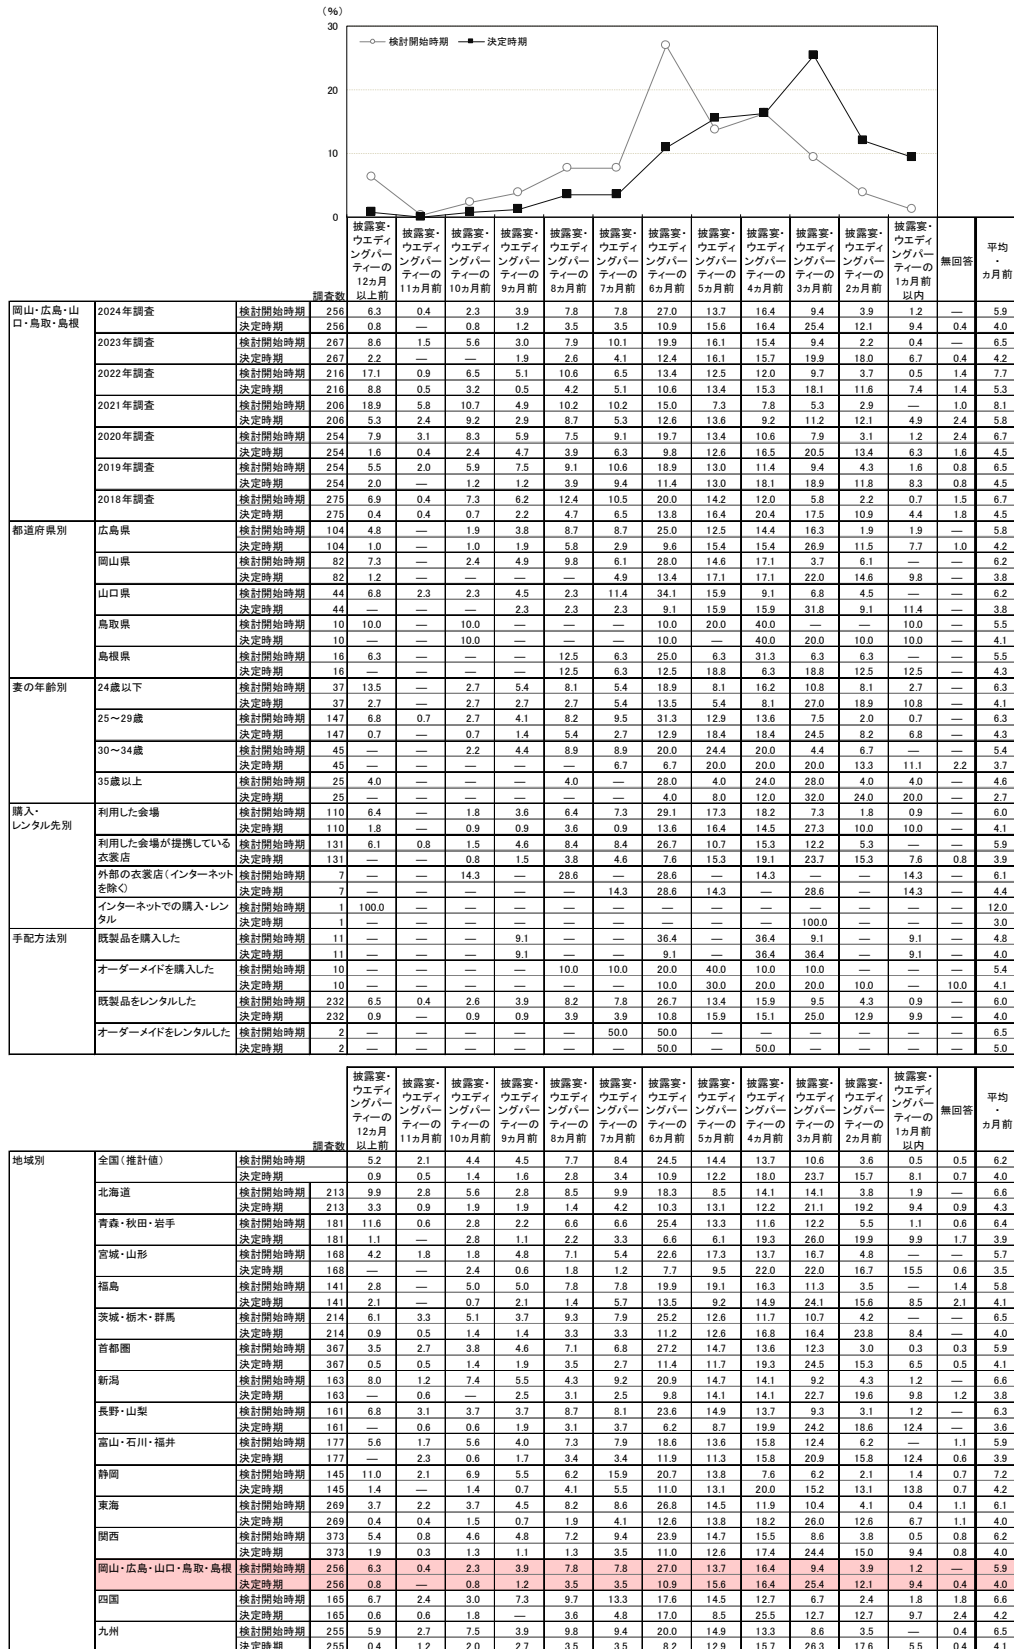 (%)
30
20
10
0
検討開始時期 決定時期
調査数 披露宴・ウエディングパーティーの12ヵ月以上前 披露宴・ウエディングパーティーの11ヵ月前 披露宴・ウエディングパーティーの10ヵ月前 披露宴・ウエディングパーティーの9ヵ月前 披露宴・ウエディングパーティーの8ヵ月前 披露宴・ウエディングパーティーの7ヵ月前 披露宴・ウエディングパーティーの6ヵ月前 披露宴・ウエディングパーティーの5ヵ月前 披露宴・ウエディングパーティーの4ヵ月前 披露宴・ウエディングパーティーの3ヵ月前 披露宴・ウエディングパーティーの2ヵ月前 披露宴・ウエディングパーティーの1ヵ月前以内 無回答 平均・ヵ月前
岡山・広島・山口・鳥取・島根 2024年調査 検討開始時期 256 6.3 0.4 2.3 3.9 7.8 7.8 27.0 13.7 16.4 9.4 3.9 1.2 — 5.9
決定時期 256 0.8 — 0.8 1.2 3.5 3.5 10.9 15.6 16.4 25.4 12.1 9.4 0.4 4.0
2023年調査 検討開始時期 267 8.6 1.5 5.6 3.0 7.9 10.1 19.9 16.1 15.4 9.4 2.2 0.4 — 6.5
決定時期 267 2.2 — — 1.9 2.6 4.1 12.4 16.1 15.7 19.9 18.0 6.7 0.4 4.2
2022年調査 検討開始時期 216 17.1 0.9 6.5 5.1 10.6 6.5 13.4 12.5 12.0 9.7 3.7 0.5 1.4 7.7
決定時期 216 8.8 0.5 3.2 0.5 4.2 5.1 10.6 13.4 15.3 18.1 11.6 7.4 1.4 5.3
2021年調査 検討開始時期 206 18.9 5.8 10.7 4.9 10.2 10.2 15.0 7.3 7.8 5.3 2.9 — 1.0 8.1
決定時期 206 5.3 2.4 9.2 2.9 8.7 5.3 12.6 13.6 9.2 11.2 12.1 4.9 2.4 5.8
2020年調査 検討開始時期 254 7.9 3.1 8.3 5.9 7.5 9.1 19.7 13.4 10.6 7.9 3.1 1.2 2.4 6.7
決定時期 254 1.6 0.4 2.4 4.7 3.9 6.3 9.8 12.6 16.5 20.5 13.4 6.3 1.6 4.5
2019年調査 検討開始時期 254 5.5 2.0 5.9 7.5 9.1 10.6 18.9 13.0 11.4 9.4 4.3 1.6 0.8 6.5
決定時期 254 2.0 — 1.2 1.2 3.9 9.4 11.4 13.0 18.1 18.9 11.8 8.3 0.8 4.5
2018年調査 検討開始時期 275 6.9 0.4 7.3 6.2 12.4 10.5 20.0 14.2 12.0 5.8 2.2 0.7 1.5 6.7
決定時期 275 0.4 0.4 0.7 2.2 4.7 6.5 13.8 16.4 20.4 17.5 10.9 4.4 1.8 4.5
都道府県別 広島県 検討開始時期 104 4.8 — 1.9 3.8 8.7 8.7 25.0 12.5 14.4 16.3 1.9 1.9 — 5.8
決定時期 104 1.0 — 1.0 1.9 5.8 2.9 9.6 15.4 15.4 26.9 11.5 7.7 1.0 4.2
岡山県 検討開始時期 82 7.3 — 2.4 4.9 9.8 6.1 28.0 14.6 17.1 3.7 6.1 — — 6.2
決定時期 82 1.2 — — — — 4.9 13.4 17.1 17.1 22.0 14.6 9.8 — 3.8
山口県 検討開始時期 44 6.8 2.3 2.3 4.5 2.3 11.4 34.1 15.9 9.1 6.8 4.5 — — 6.2
決定時期 44 — — — 2.3 2.3 2.3 9.1 15.9 15.9 31.8 9.1 11.4 — 3.8
鳥取県 検討開始時期 10 10.0 — 10.0 — — — 10.0 20.0 40.0 — — 10.0 — 5.5
決定時期 10 — — 10.0 — — — 10.0 — 40.0 20.0 10.0 10.0 — 4.1
島根県 検討開始時期 16 6.3 — — — 12.5 6.3 25.0 6.3 31.3 6.3 6.3 — — 5.5
決定時期 16 — — — — 12.5 6.3 12.5 18.8 6.3 18.8 12.5 12.5 — 4.3
妻の年齢別 24歳以下 検討開始時期 37 13.5 — 2.7 5.4 8.1 5.4 18.9 8.1 16.2 10.8 8.1 2.7 — 6.3
決定時期 37 2.7 — 2.7 2.7 2.7 5.4 13.5 5.4 8.1 27.0 18.9 10.8 — 4.1
25～29歳 検討開始時期 147 6.8 0.7 2.7 4.1 8.2 9.5 31.3 12.9 13.6 7.5 2.0 0.7 — 6.3
決定時期 147 0.7 — 0.7 1.4 5.4 2.7 12.9 18.4 18.4 24.5 8.2 6.8 — 4.3
30～34歳 検討開始時期 45 — — 2.2 4.4 8.9 8.9 20.0 24.4 20.0 4.4 6.7 — — 5.4
決定時期 45 — — — — — 6.7 6.7 20.0 20.0 20.0 13.3 11.1 2.2 3.7
35歳以上 検討開始時期 25 4.0 — — — 4.0 — 28.0 4.0 24.0 28.0 4.0 4.0 — 4.6
決定時期 25 — — — — — — 4.0 8.0 12.0 32.0 24.0 20.0 — 2.7
購入・レンタル先別 利用した会場 検討開始時期 110 6.4 — 1.8 3.6 6.4 7.3 29.1 17.3 18.2 7.3 1.8 0.9 — 6.0
決定時期 110 1.8 — 0.9 0.9 3.6 0.9 13.6 16.4 14.5 27.3 10.0 10.0 — 4.1
利用した会場が提携している衣裳店 検討開始時期 131 6.1 0.8 1.5 4.6 8.4 8.4 26.7 10.7 15.3 12.2 5.3 — — 5.9
決定時期 131 — — 0.8 1.5 3.8 4.6 7.6 15.3 19.1 23.7 15.3 7.6 0.8 3.9
外部の衣裳店(インターネットを除く) 検討開始時期 7 — — 14.3 — 28.6 — 28.6 — 14.3 — — 14.3 — 6.1
決定時期 7 — — — — — 14.3 28.6 14.3 — 28.6 — 14.3 — 4.4
インターネットでの購入・レンタル 検討開始時期 1 100.0 — — — — — — — — — — — — 12.0
決定時期 1 — — — — — — — — — 100.0 — — — 3.0
手配方法別 既製品を購入した 検討開始時期 11 — — — 9.1 — — 36.4 — 36.4 9.1 — 9.1 — 4.8
決定時期 11 — — — 9.1 — — 9.1 — 36.4 36.4 — 9.1 — 4.0
オーダーメイドを購入した 検討開始時期 10 — — — — 10.0 10.0 20.0 40.0 10.0 10.0 — — — 5.4
決定時期 10 — — — — — — 10.0 30.0 20.0 20.0 10.0 — 10.0 4.1
既製品をレンタルした 検討開始時期 232 6.5 0.4 2.6 3.9 8.2 7.8 26.7 13.4 15.9 9.5 4.3 0.9 — 6.0
決定時期 232 0.9 — 0.9 0.9 3.9 3.9 10.8 15.9 15.1 25.0 12.9 9.9 — 4.0
オーダーメイドをレンタルした 検討開始時期 2 — — — — — 50.0 50.0 — — — — — — 6.5
決定時期 2 — — — — — — 50.0 — 50.0 — — — — 5.0
調査数 披露宴・ウエディングパーティーの12ヵ月以上前 披露宴・ウエディングパーティーの11ヵ月前 披露宴・ウエディングパーティーの10ヵ月前 披露宴・ウエディングパーティーの9ヵ月前 披露宴・ウエディングパーティーの8ヵ月前 披露宴・ウエディングパーティーの7ヵ月前 披露宴・ウエディングパーティーの6ヵ月前 披露宴・ウエディングパーティーの5ヵ月前 披露宴・ウエディングパーティーの4ヵ月前 披露宴・ウエディングパーティーの3ヵ月前 披露宴・ウエディングパーティーの2ヵ月前 披露宴・ウエディングパーティーの1ヵ月前以内 無回答 平均・ヵ月前
地域別 全国(推計値) 検討開始時期 5.2 2.1 4.4 4.5 7.7 8.4 24.5 14.4 13.7 10.6 3.6 0.5 0.5 6.2
決定時期 0.9 0.5 1.4 1.6 2.8 3.4 10.9 12.2 18.0 23.7 15.7 8.1 0.7 4.0
北海道 検討開始時期 213 9.9 2.8 5.6 2.8 8.5 9.9 18.3 8.5 14.1 14.1 3.8 1.9 — 6.6
決定時期 213 3.3 0.9 1.9 1.9 1.4 4.2 10.3 13.1 12.2 21.1 19.2 9.4 0.9 4.3
青森・秋田・岩手 検討開始時期 181 11.6 0.6 2.8 2.2 6.6 6.6 25.4 13.3 11.6 12.2 5.5 1.1 0.6 6.4
決定時期 181 1.1 — 2.8 1.1 2.2 3.3 6.6 6.1 19.3 26.0 19.9 9.9 1.7 3.9
宮城・山形 検討開始時期 168 4.2 1.8 1.8 4.8 7.1 5.4 22.6 17.3 13.7 16.7 4.8 — — 5.7
決定時期 168 — — 2.4 0.6 1.8 1.2 7.7 9.5 22.0 22.0 16.7 15.5 0.6 3.5
福島 検討開始時期 141 2.8 — 5.0 5.0 7.8 7.8 19.9 19.1 16.3 11.3 3.5 — 1.4 5.8
決定時期 141 2.1 — 0.7 2.1 1.4 5.7 13.5 9.2 14.9 24.1 15.6 8.5 2.1 4.1
茨城・栃木・群馬 検討開始時期 214 6.1 3.3 5.1 3.7 9.3 7.9 25.2 12.6 11.7 10.7 4.2 — — 6.5
決定時期 214 0.9 0.5 1.4 1.4 3.3 3.3 11.2 12.6 16.8 16.4 23.8 8.4 — 4.0
首都圏 検討開始時期 367 3.5 2.7 3.8 4.6 7.1 6.8 27.2 14.7 13.6 12.3 3.0 0.3 0.3 5.9
決定時期 367 0.5 0.5 1.4 1.9 3.5 2.7 11.4 11.7 19.3 24.5 15.3 6.5 0.5 4.1
新潟 検討開始時期 163 8.0 1.2 7.4 5.5 4.3 9.2 20.9 14.7 14.1 9.2 4.3 1.2 — 6.6
決定時期 163 — 0.6 — 2.5 3.1 2.5 9.8 14.1 14.1 22.7 19.6 9.8 1.2 3.8
長野・山梨 検討開始時期 161 6.8 3.1 3.7 3.7 8.7 8.1 23.6 14.9 13.7 9.3 3.1 1.2 — 6.3
決定時期 161 — 0.6 0.6 1.9 3.1 3.7 6.2 8.7 19.9 24.2 18.6 12.4 — 3.6
富山・石川・福井 検討開始時期 177 5.6 1.7 5.6 4.0 7.3 7.9 18.6 13.6 15.8 12.4 6.2 — 1.1 5.9
決定時期 177 — 2.3 0.6 1.7 3.4 3.4 11.9 11.3 15.8 20.9 15.8 12.4 0.6 3.9
静岡 検討開始時期 145 11.0 2.1 6.9 5.5 6.2 15.9 20.7 13.8 7.6 6.2 2.1 1.4 0.7 7.2
決定時期 145 1.4 — 1.4 0.7 4.1 5.5 11.0 13.1 20.0 15.2 13.1 13.8 0.7 4.2
東海 検討開始時期 269 3.7 2.2 3.7 4.5 8.2 8.6 26.8 14.5 11.9 10.4 4.1 0.4 1.1 6.1
決定時期 269 0.4 0.4 1.5 0.7 1.9 4.1 12.6 13.8 18.2 26.0 12.6 6.7 1.1 4.0
関西 検討開始時期 373 5.4 0.8 4.6 4.8 7.2 9.4 23.9 14.7 15.5 8.6 3.8 0.5 0.8 6.2
決定時期 373 1.9 0.3 1.3 1.1 1.3 3.5 11.0 12.6 17.4 24.4 15.0 9.4 0.8 4.0
岡山・広島・山口・鳥取・島根 検討開始時期 256 6.3 0.4 2.3 3.9 7.8 7.8 27.0 13.7 16.4 9.4 3.9 1.2 — 5.9
決定時期 256 0.8 — 0.8 1.2 3.5 3.5 10.9 15.6 16.4 25.4 12.1 9.4 0.4 4.0
四国 検討開始時期 165 6.7 2.4 3.0 7.3 9.7 13.3 17.6 14.5 12.7 6.7 2.4 1.8 1.8 6.6
決定時期 165 0.6 0.6 1.8 — 3.6 4.8 17.0 8.5 25.5 12.7 12.7 9.7 2.4 4.2
九州 検討開始時期 255 5.9 2.7 7.5 3.9 9.8 9.4 20.0 14.9 13.3 8.6 3.5 — 0.4 6.5
決定時期 255 0.4 1.2 2.0 2.7 3.5 3.5 8.2 12.9 15.7 26.3 17.6 5.5 0.4 4.1